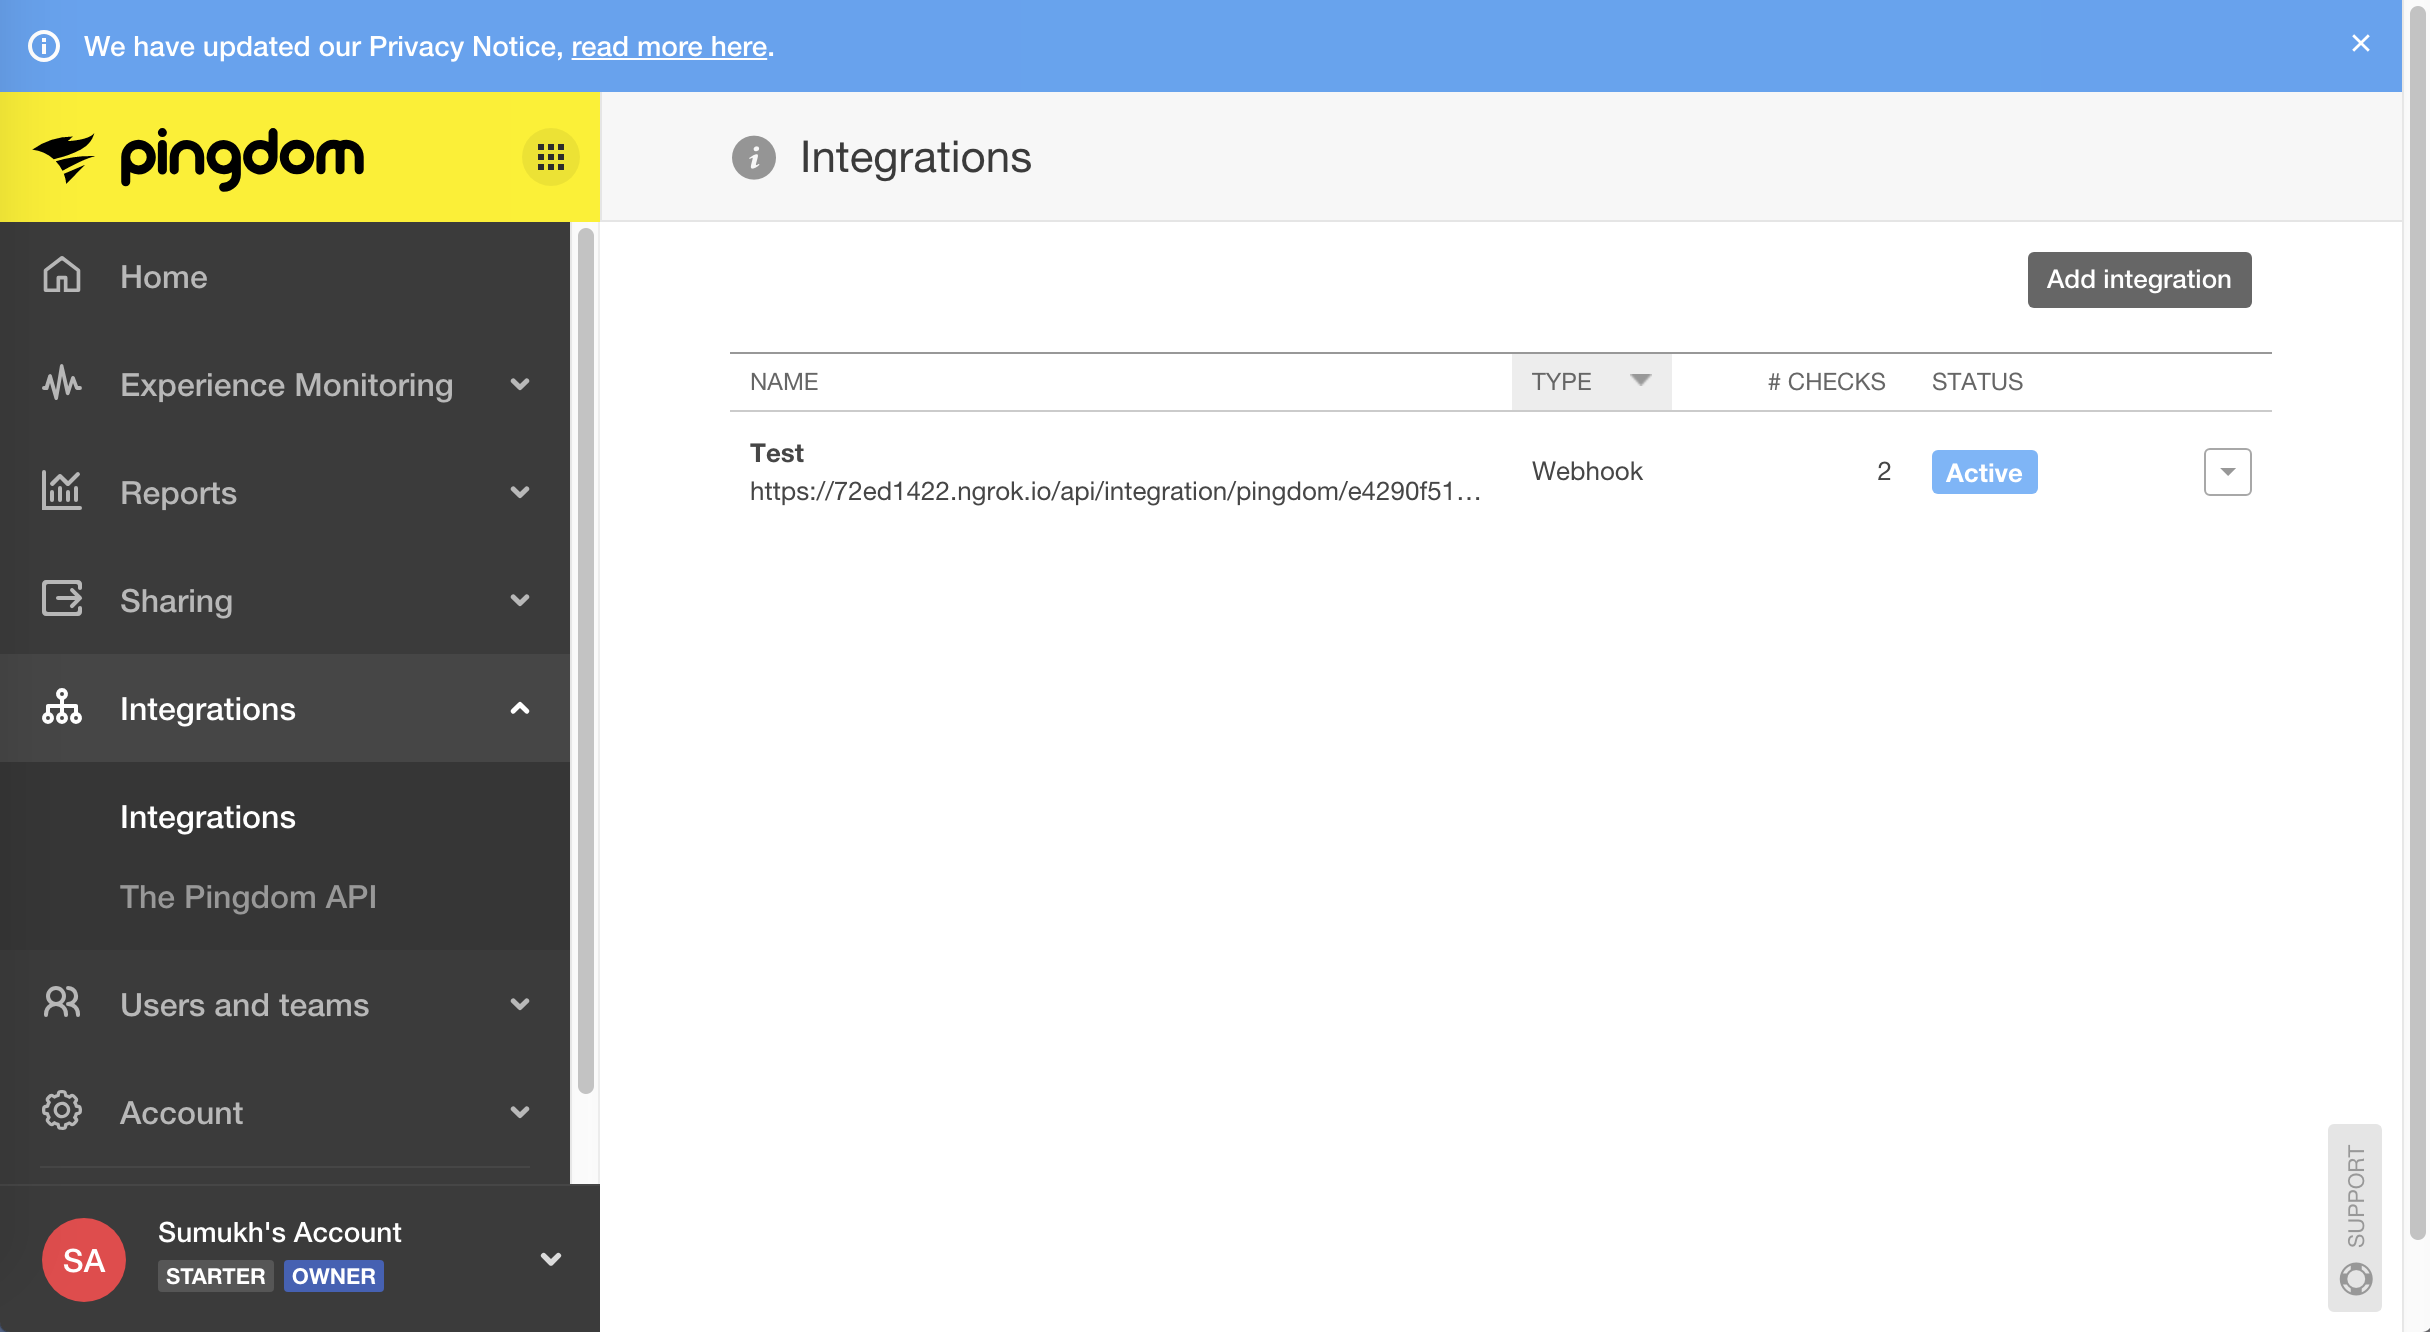 We have updated our Privacy Notice, read more here.
pingdom
Integrations
Home
Experience Monitoring
Reports
Sharing
Integrations
Integrations
The Pingdom API
Users and teams
Account
Sumukh's Account
SA
STARTER OWNER
Add integration
NAME TYPE # CHECKS STATUS
Test
https://72ed1422.ngrok.io/api/integration/pingdom/e4290f51...
Webhook 2 Active
SUPPORT